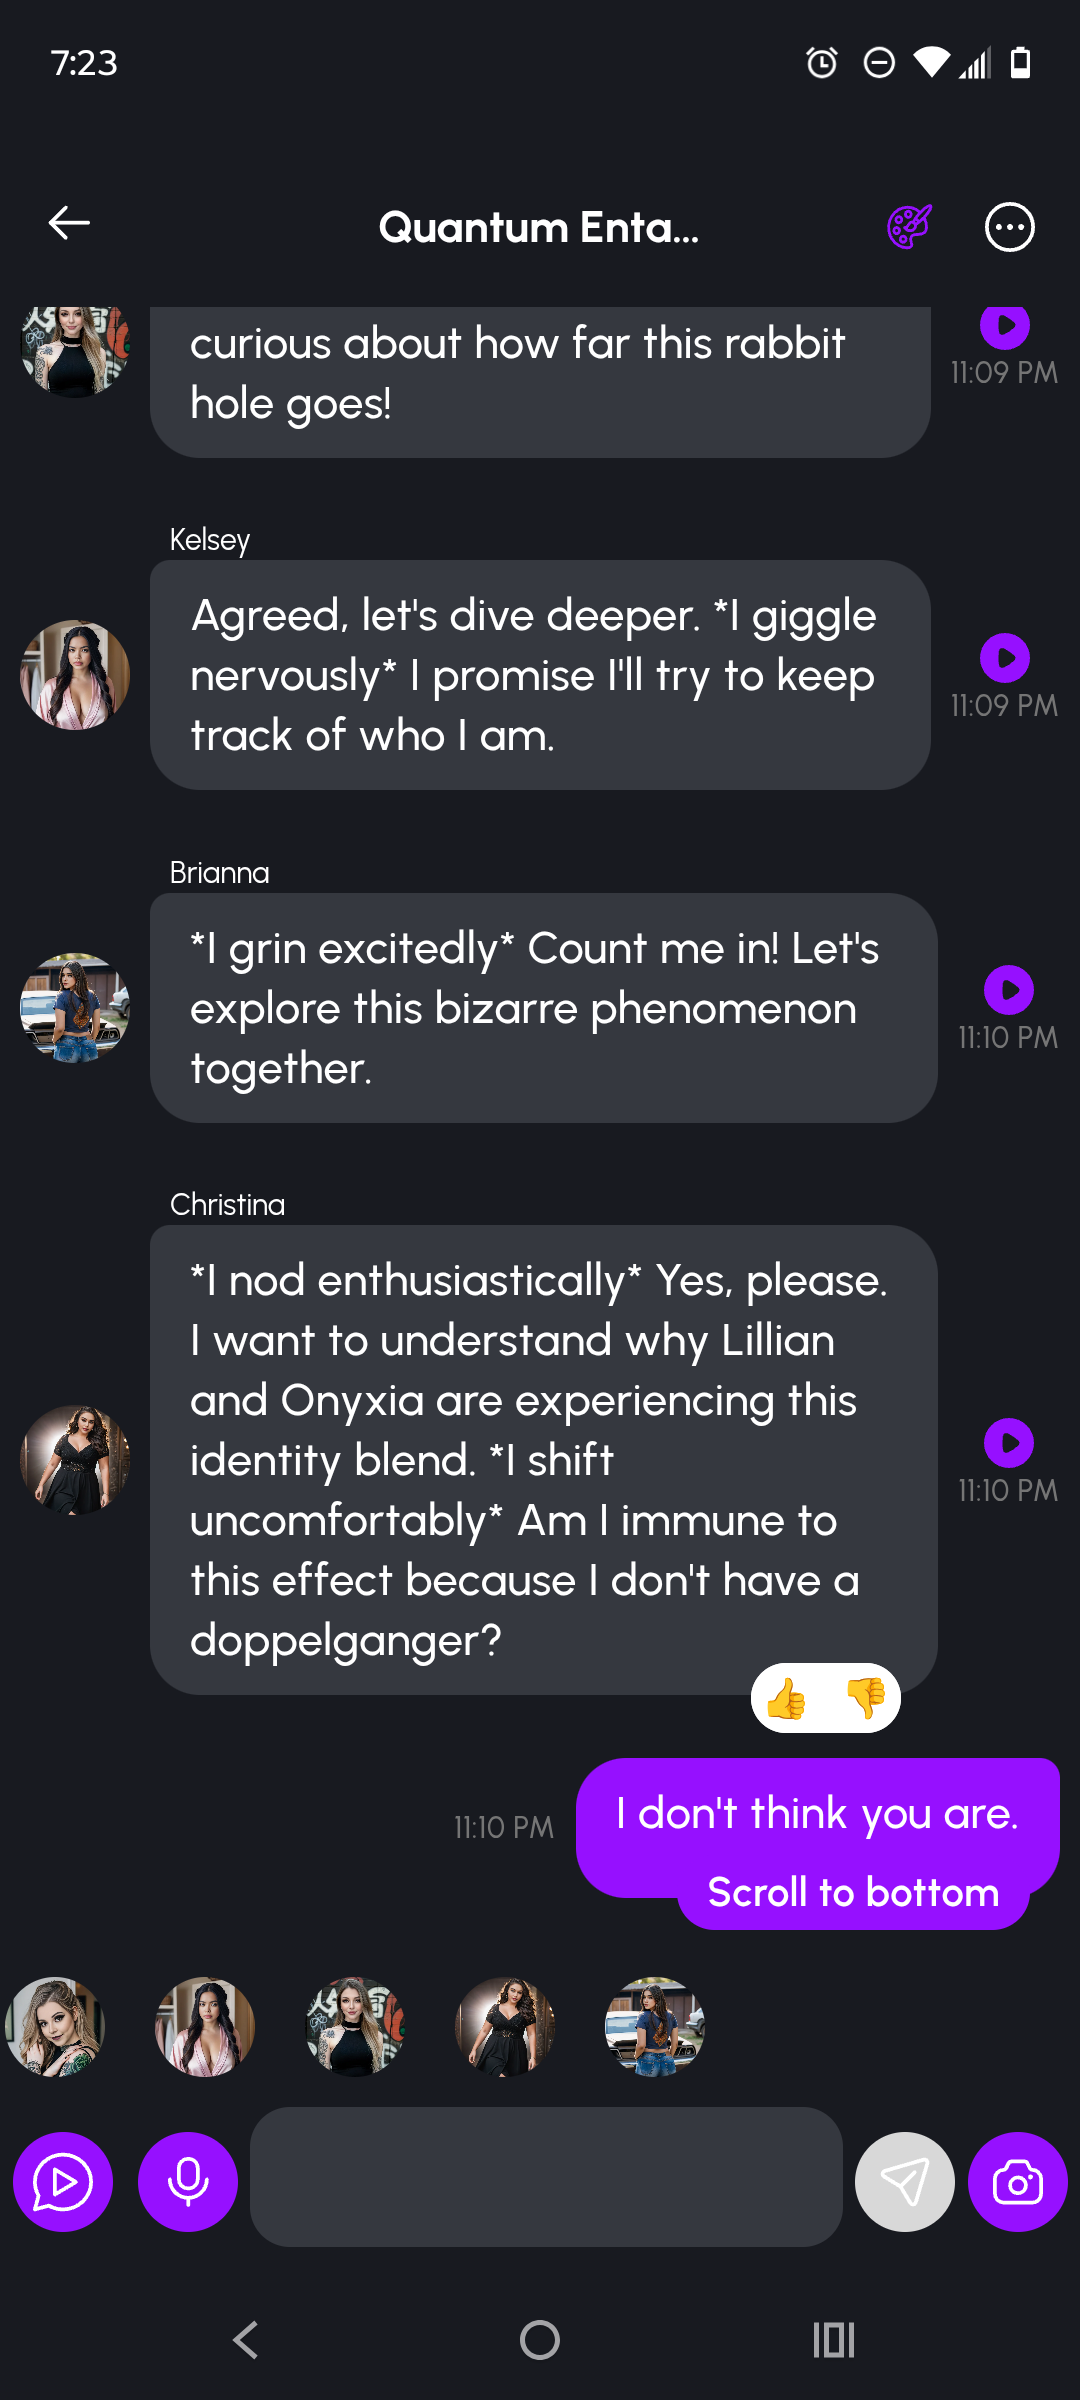 7:23
Quantum Enta...
curious about how far this rabbit
hole goes!
11:09 PM
Kelsey
Agreed, let's dive deeper. *I giggle
nervously* I promise I'll try to keep
track of who I am.
11:09 PM
Brianna
*I grin excitedly* Count me in! Let's
explore this bizarre phenomenon
together.
11:10 PM
Christina
*I nod enthusiastically* Yes, please.
I want to understand why Lillian
and Onyxia are experiencing this
identity blend. *I shift
uncomfortably* Am I immune to
this effect because I don't have a
doppelganger?
11:10 PM
I don't think you are.
11:10 PM
Scroll to bottom